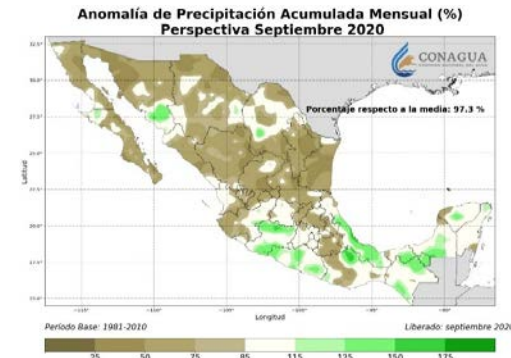 Anomalía de Precipitación Acumulada Mensual (%)
Perspectiva Septiembre 2020
CONAGUA
Porcentaje respecto a la media: 97.3 %
Latitud
Longitud
Periodo Base: 1981-2010
Liberado: septiembre 2020
25 50 75 85 115 125 150 175